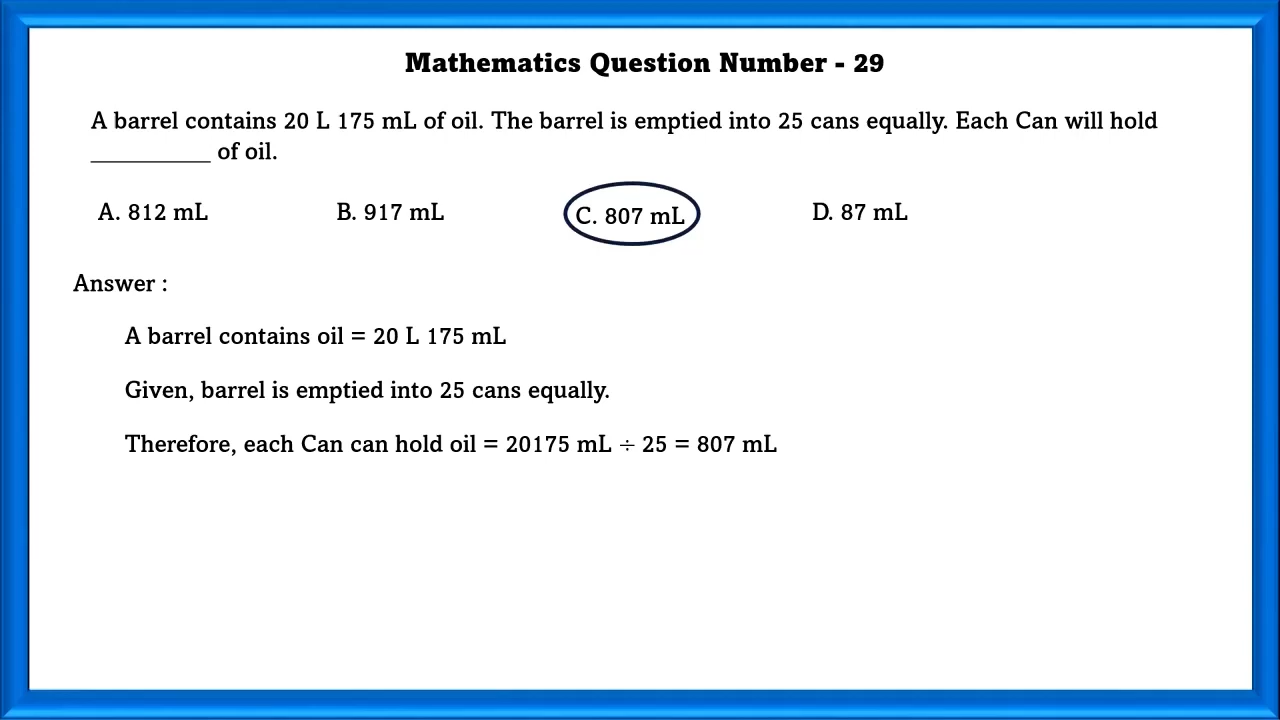 Mathematics Question Number - 29
A barrel contains 20 L 175 mL of oil. The barrel is emptied into 25 cans equally. Each Can will hold
__________ of oil.
A. 812 mL B. 917 mL C. 807 mL D. 87 mL
Answer :
A barrel contains oil = 20 L 175 mL
Given, barrel is emptied into 25 cans equally.
Therefore, each Can can hold oil = 20175 mL ÷ 25 = 807 mL